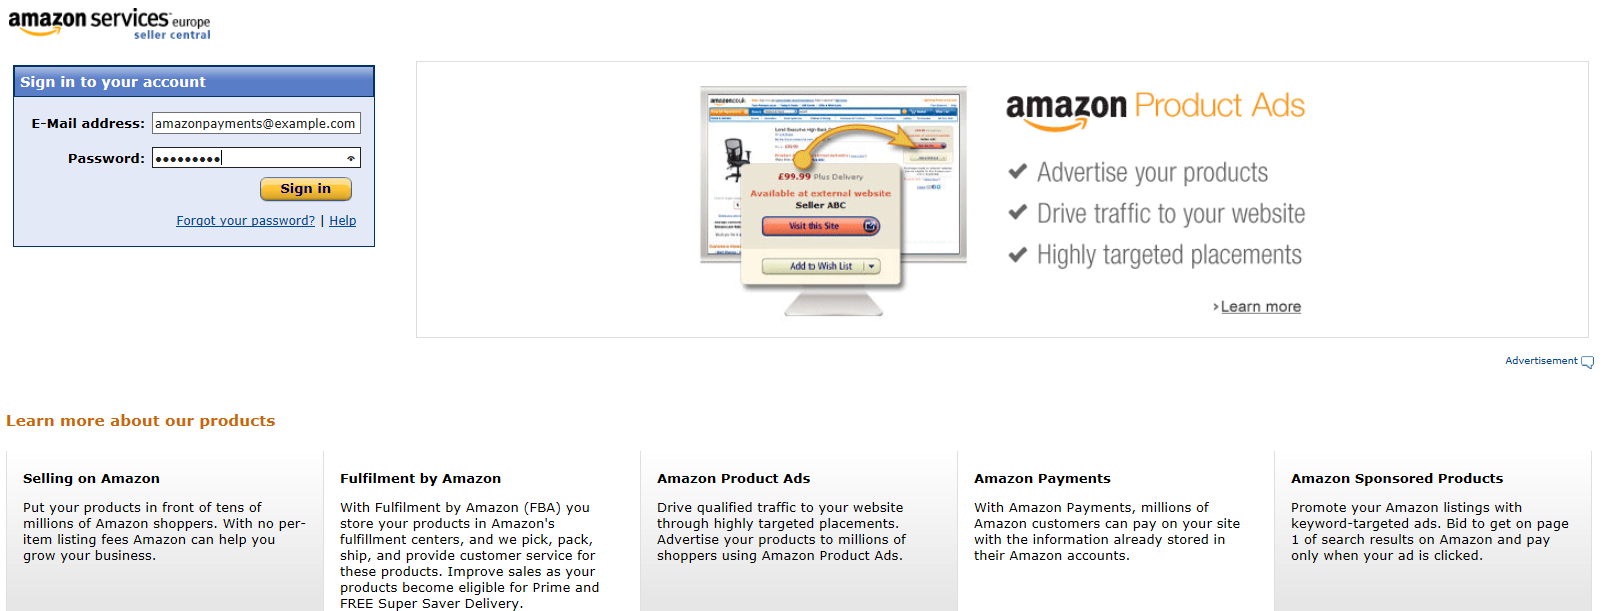 amazon services europe
seller central
Sign in to your account
E-Mail address: amazonpayments@example.com
Password: •••••••••
Sign in
Forgot your password? | Help
amazon.co.uk
£99.99 Plus Delivery
Available at external website
Seller ABC
Visit this Site
Add to Wish List
amazon Product Ads
✔ Advertise your products
✔ Drive traffic to your website
✔ Highly targeted placements
› Learn more
Advertisement
Learn more about our products
Selling on Amazon
Put your products in front of tens of
millions of Amazon shoppers. With no per-
item listing fees Amazon can help you
grow your business.
Fulfilment by Amazon
With Fulfilment by Amazon (FBA) you
store your products in Amazon's
fulfillment centers, and we pick, pack,
ship, and provide customer service for
these products. Improve sales as your
products become eligible for Prime and
FREE Super Saver Delivery.
Amazon Product Ads
Drive qualified traffic to your website
through highly targeted placements.
Advertise your products to millions of
shoppers using Amazon Product Ads.
Amazon Payments
With Amazon Payments, millions of
Amazon customers can pay on your site
with the information already stored in
their Amazon accounts.
Amazon Sponsored Products
Promote your Amazon listings with
keyword-targeted ads. Bid to get on page
1 of search results on Amazon and pay
only when your ad is clicked.